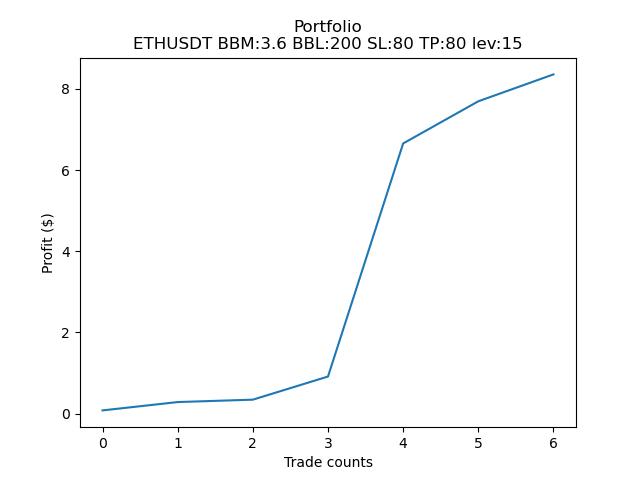 Portfolio
ETHUSDT BBM:3.6 BBL:200 SL:80 TP:80 lev:15
8
6
4
2
0
Profit ($)
0 1 2 3 4 5 6
Trade counts